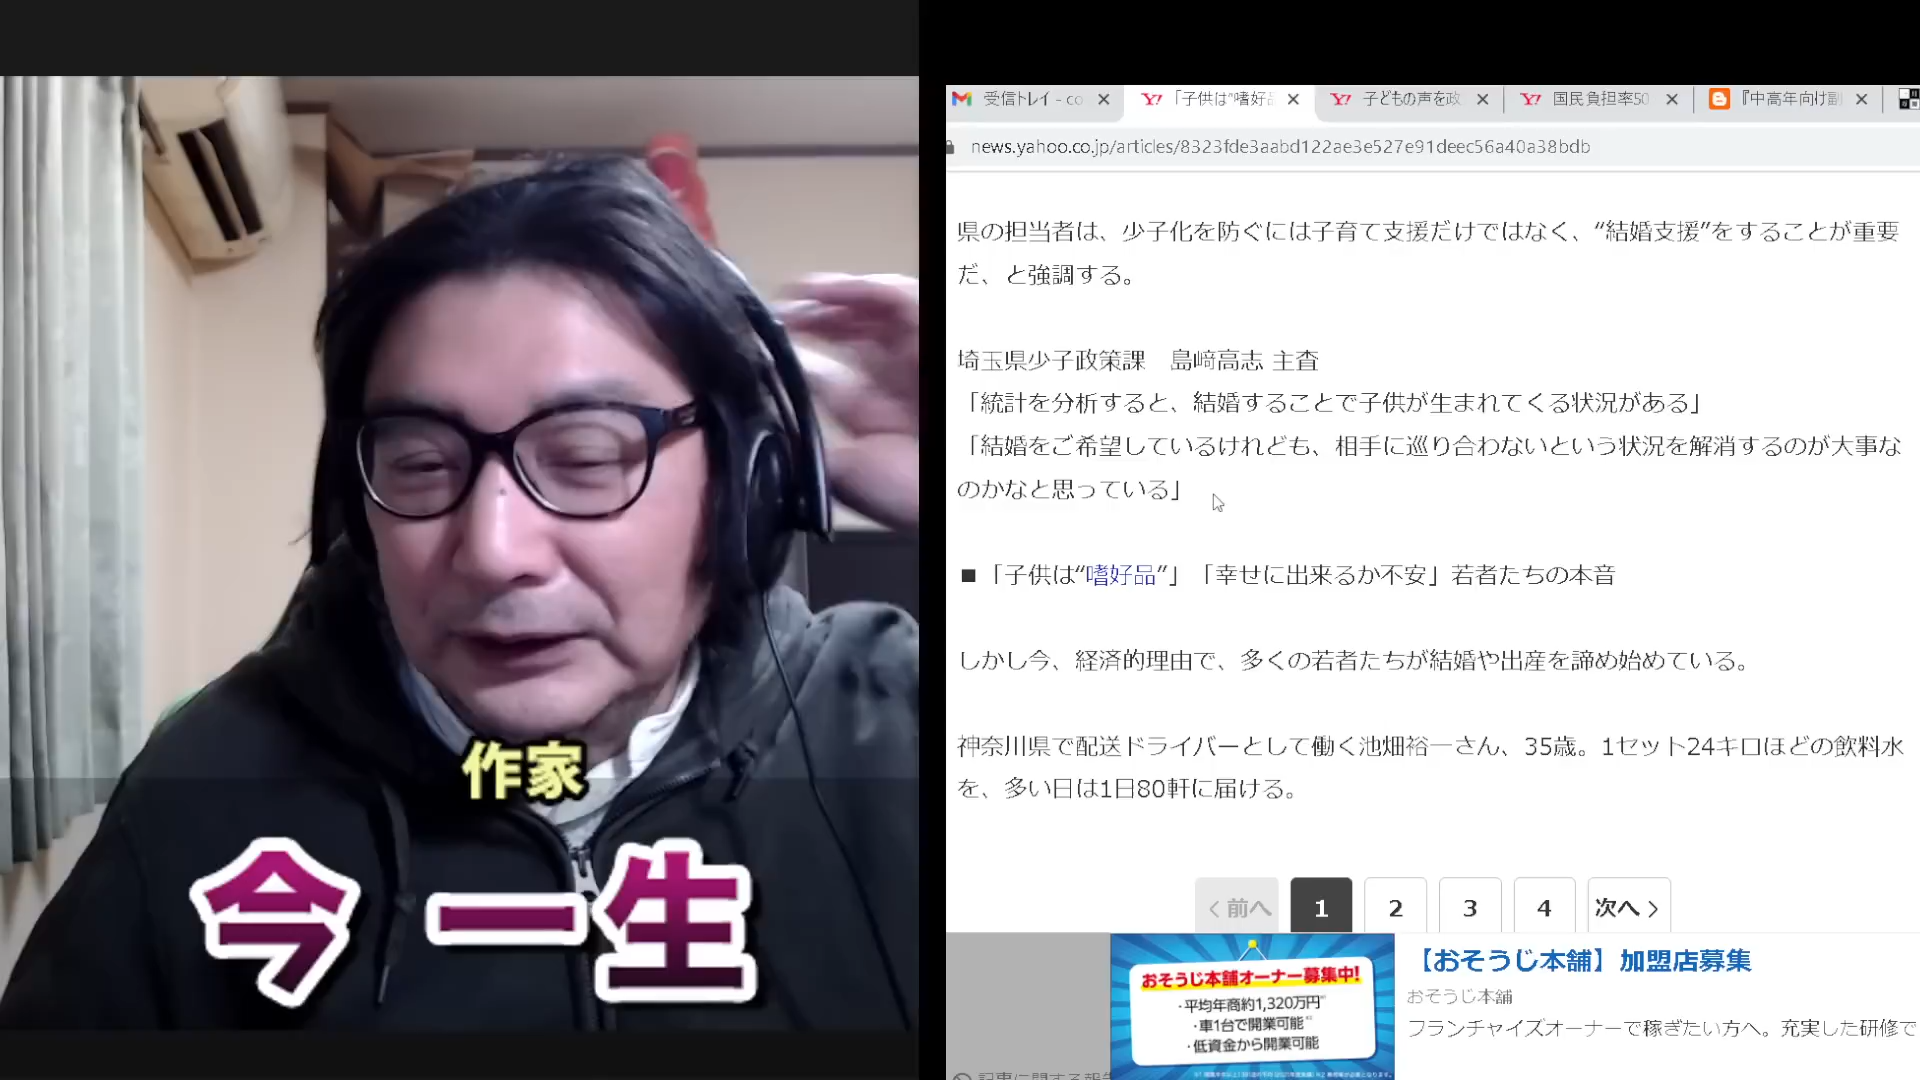 作家
今 一生
受信トレイ - co
「子供は“嗜好品
子どもの声を政
国民負担率50
『中高年向け副
news.yahoo.co.jp/articles/8323fde3aabd122ae3e527e91deec56a40a38bdb
県の担当者は、少子化を防ぐには子育て支援だけではなく、“結婚支援”をすることが重要
だ、と強調する。
埼玉県少子政策課　島﨑高志 主査
「統計を分析すると、結婚することで子供が生まれてくる状況がある」
「結婚をご希望しているけれども、相手に巡り合わないという状況を解消するのが大事な
のかなと思っている」
■「子供は“嗜好品”」「幸せに出来るか不安」若者たちの本音
しかし今、経済的理由で、多くの若者たちが結婚や出産を諦め始めている。
神奈川県で配送ドライバーとして働く池畑裕一さん、35歳。1セット24キロほどの飲料水
を、多い日は1日80軒に届ける。
前へ 1 2 3 4 次へ
おそうじ本舗オーナー募集中!
・平均年商約1,320万円
・車1台で開業可能
・低資金から開業可能
【おそうじ本舗】加盟店募集
おそうじ本舗
フランチャイズオーナーで稼ぎたい方へ。充実した研修で
記事に関する報告